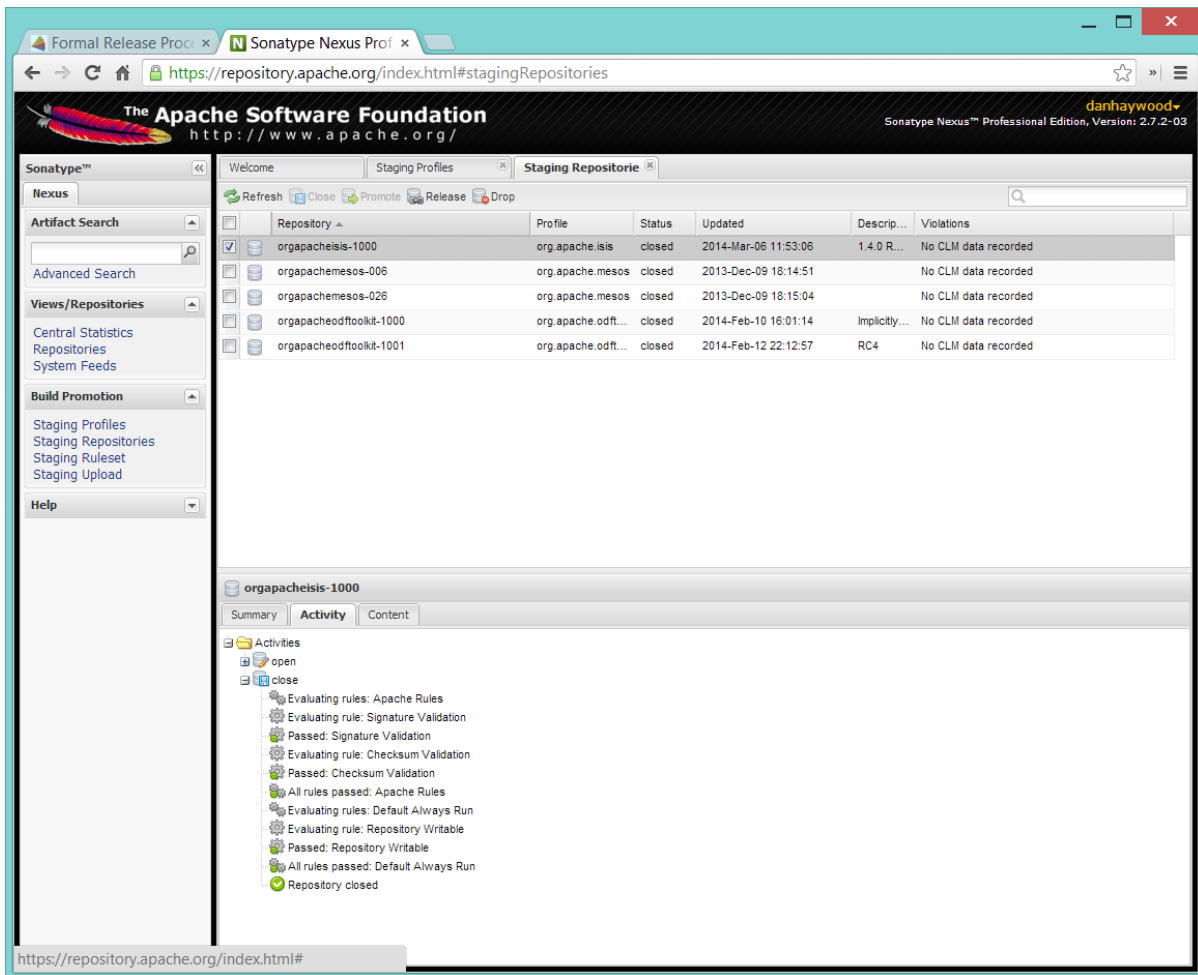 Formal Release Proc
Sonatype Nexus Prof
https://repository.apache.org/index.html#stagingRepositories
The Apache Software Foundation
http://www.apache.org/
danhaywood
Sonatype Nexus™ Professional Edition, Version: 2.7.2-03
Sonatype™
Nexus
Artifact Search
Advanced Search
Views/Repositories
Central Statistics
Repositories
System Feeds
Build Promotion
Staging Profiles
Staging Repositories
Staging Ruleset
Staging Upload
Help
Welcome Staging Profiles Staging Repositorie
Refresh Close Promote Release Drop
Repository Profile Status Updated Descrip... Violations
orgapacheisis-1000 org.apache.isis closed 2014-Mar-06 11:53:06 1.4.0 R... No CLM data recorded
orgapachemesos-006 org.apache.mesos closed 2013-Dec-09 18:14:51 No CLM data recorded
orgapachemesos-026 org.apache.mesos closed 2013-Dec-09 18:15:04 No CLM data recorded
orgapacheodftoolkit-1000 org.apache.odft... closed 2014-Feb-10 16:01:14 Implicitly... No CLM data recorded
orgapacheodftoolkit-1001 org.apache.odft... closed 2014-Feb-12 22:12:57 RC4 No CLM data recorded
orgapacheisis-1000
Summary Activity Content
Activities
open
close
Evaluating rules: Apache Rules
Evaluating rule: Signature Validation
Passed: Signature Validation
Evaluating rule: Checksum Validation
Passed: Checksum Validation
All rules passed: Apache Rules
Evaluating rules: Default Always Run
Evaluating rule: Repository Writable
Passed: Repository Writable
All rules passed: Default Always Run
Repository closed
https://repository.apache.org/index.html#